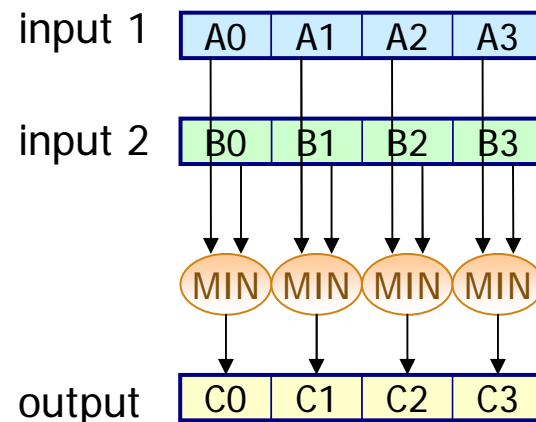 input 1 A0 A1 A2 A3
input 2 B0 B1 B2 B3
MIN MIN MIN MIN
output C0 C1 C2 C3